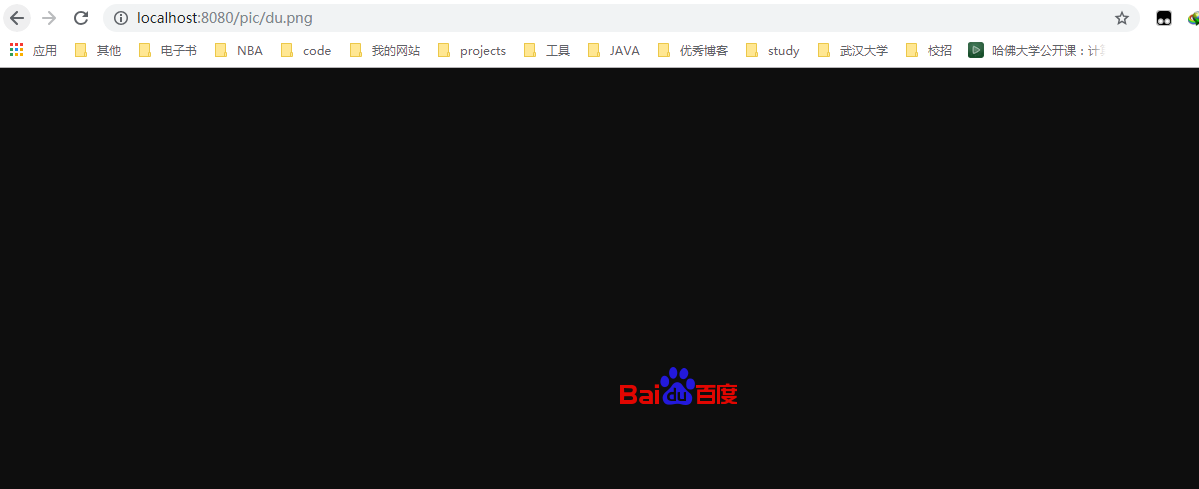 localhost:8080/pic/du.png
应用 其他 电子书 NBA code 我的网站 projects 工具 JAVA 优秀博客 study 武汉大学 校招 哈佛大学公开课：计
Bai du 百度